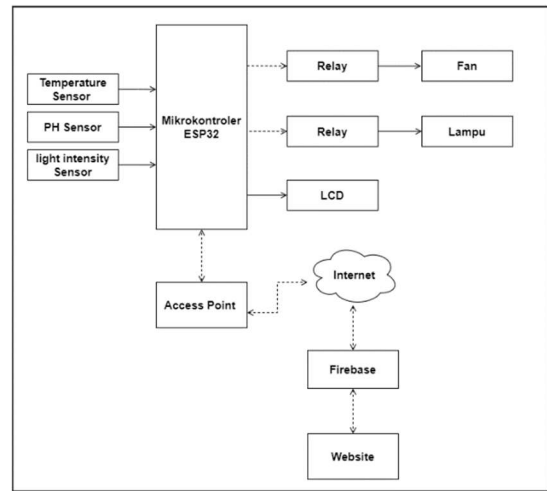 Temperature
Sensor
PH Sensor
light intensity
Sensor
Mikrokontroler
ESP32
Relay
Fan
Relay
Lampu
LCD
Access Point
Internet
Firebase
Website